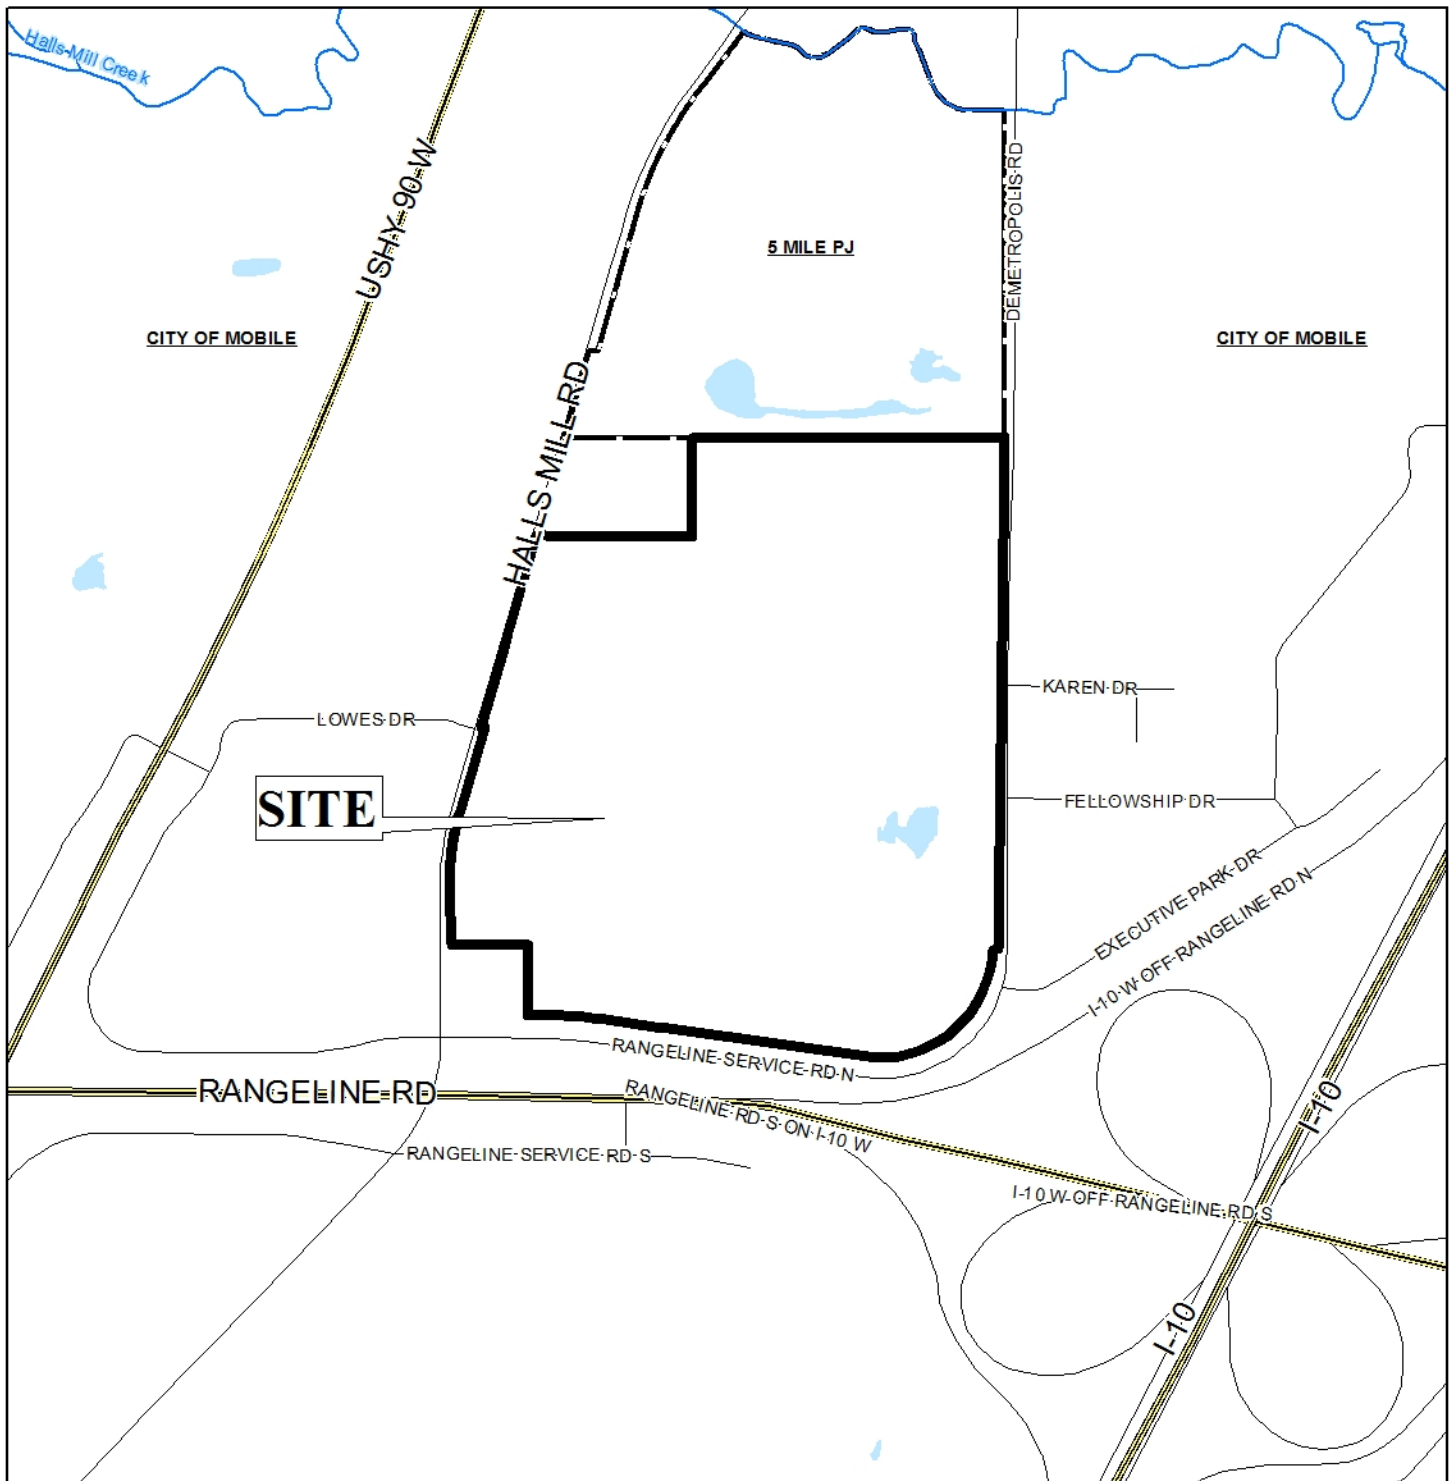 Halls Mill Creek
USHY 90 W
DEMETROPOLIS RD
5 MILE PJ
CITY OF MOBILE
CITY OF MOBILE
HALLS MILL RD
KAREN DR
LOWES DR
SITE
FELLOWSHIP DR
EXECUTIVE PARK DR
I-10 W OFF RANGELINE RD N
RANGELINE SERVICE RD N
RANGELINE RD
RANGELINE RD S ON I-10 W
I-10
RANGELINE SERVICE RD S
I-10 W OFF RANGELINE RD S
I-10